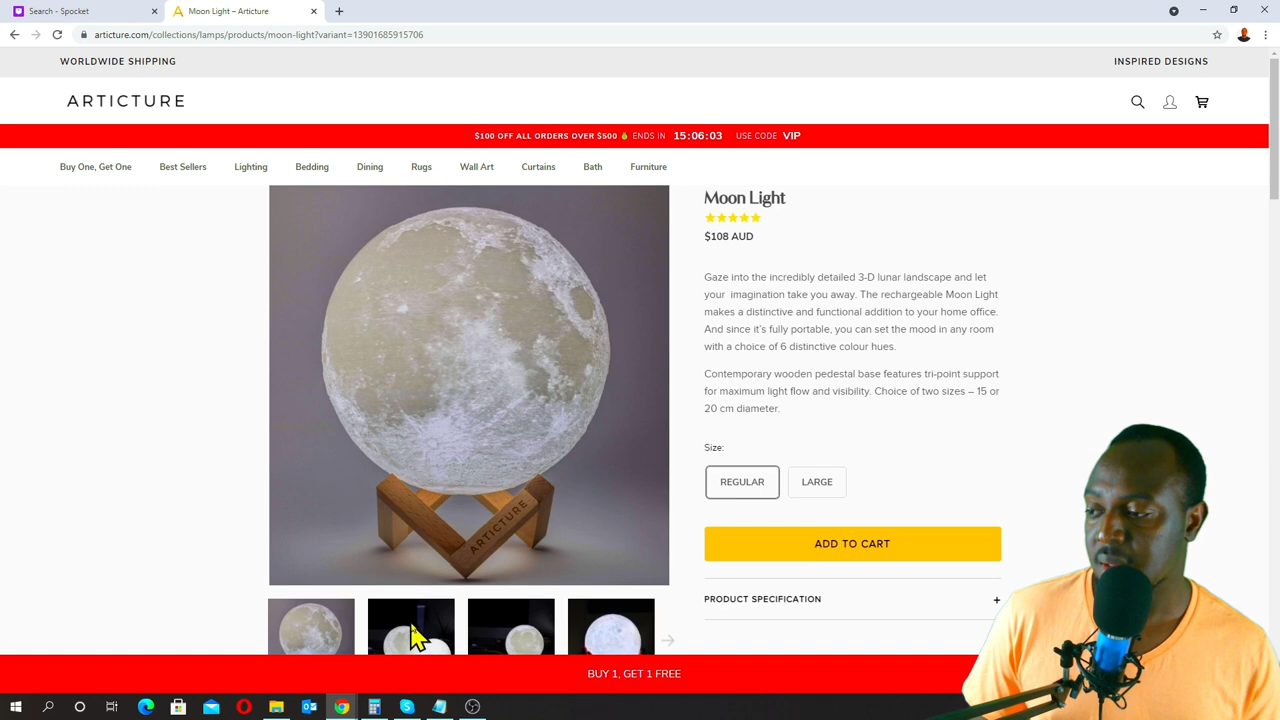 Search - Spocket
Moon Light – Articture
articture.com/collections/lamps/products/moon-light?variant=13901685915706
WORLDWIDE SHIPPING
INSPIRED DESIGNS
ARTICTURE
$100 OFF ALL ORDERS OVER $500 ENDS IN 15:06:03 USE CODE VIP
Buy One, Get One
Best Sellers
Lighting
Bedding
Dining
Rugs
Wall Art
Curtains
Bath
Furniture
ARTICTURE
Moon Light
$108 AUD
Gaze into the incredibly detailed 3-D lunar landscape and let
your imagination take you away. The rechargeable Moon Light
makes a distinctive and functional addition to your home office.
And since it’s fully portable, you can set the mood in any room
with a choice of 6 distinctive colour hues.
Contemporary wooden pedestal base features tri-point support
for maximum light flow and visibility. Choice of two sizes – 15 or
20 cm diameter.
Size:
REGULAR
LARGE
ADD TO CART
PRODUCT SPECIFICATION +
BUY 1, GET 1 FREE